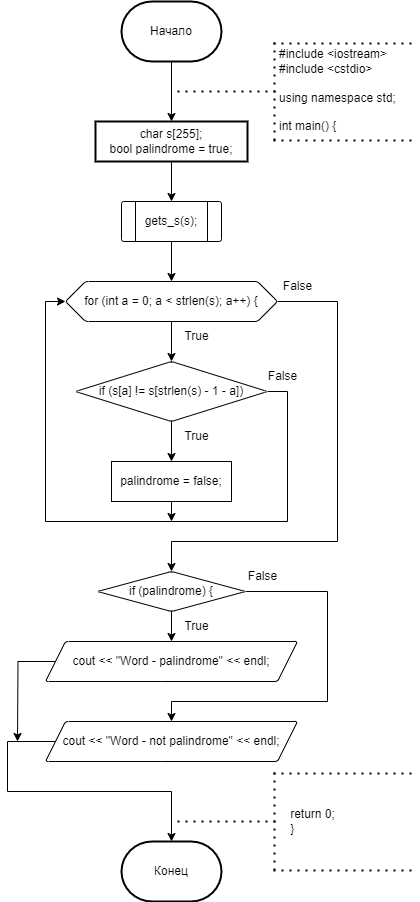 Начало
#include <iostream>
#include <cstdio>
using namespace std;
int main() {
char s[255];
bool palindrome = true;
gets_s(s);
for (int a = 0; a < strlen(s); a++) {
False
True
if (s[a] != s[strlen(s) - 1 - a])
False
True
palindrome = false;
if (palindrome) {
False
True
cout << "Word - palindrome" << endl;
cout << "Word - not palindrome" << endl;
return 0;
}
Конец